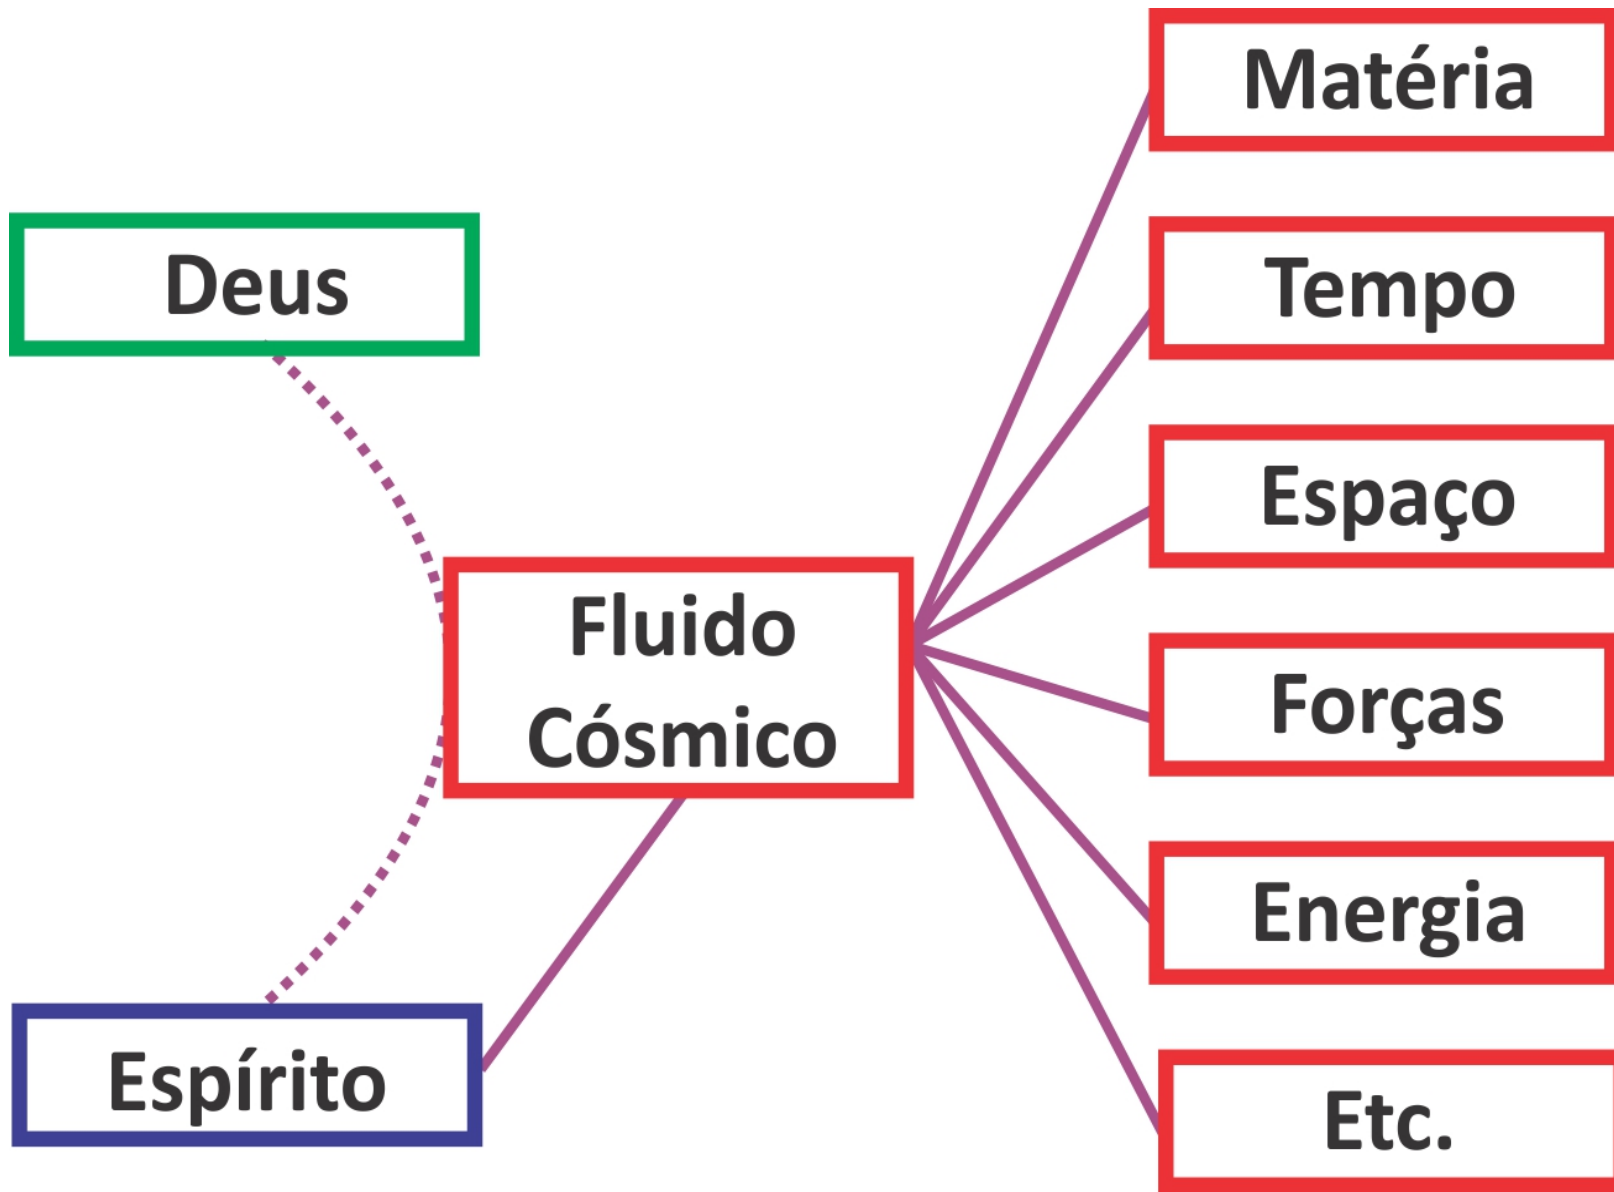 Matéria
Deus
Tempo
Espaço
Fluido
Cósmico
Forças
Energia
Espírito
Etc.